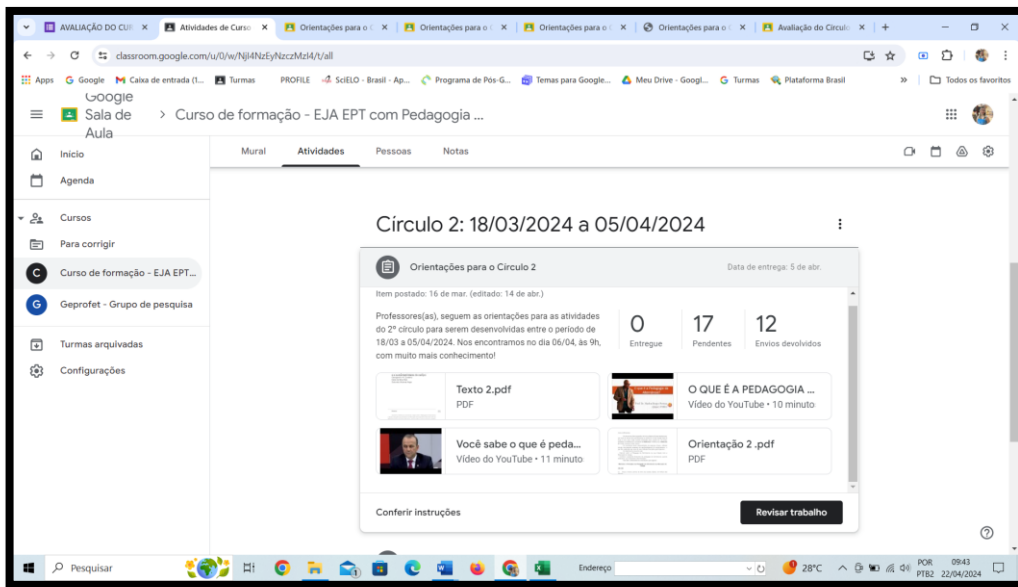 AVALIAÇÃO DO CUR
Atividades de Curso
Orientações para o C
Orientações para o C
Orientações para o C
Orientações para o C
Avaliação do Circulo
classroom.google.com/u/0/w/NjI4NzEyNzczMzI4/t/all
Apps
Google
Caixa de entrada (1...
Turmas
PROFILE
SciELO - Brasil - Ap...
Programa de Pós-G...
Temas para Google...
Meu Drive - Googl...
Turmas
Plataforma Brasil
»
Todos os favoritos
Google
Sala de
Aula
> Curso de formação - EJA EPT com Pedagogia ...
Início
Agenda
Cursos
Para corrigir
C Curso de formação - EJA EPT...
G Geprofet - Grupo de pesquisa
Turmas arquivadas
Configurações
Mural
Atividades
Pessoas
Notas
Círculo 2: 18/03/2024 a 05/04/2024
Orientações para o Círculo 2
Data de entrega: 5 de abr.
Item postado: 16 de mar. (editado: 14 de abr.)
Professores(as), seguem as orientações para as atividades
do 2º círculo para serem desenvolvidas entre o período de
18/03 a 05/04/2024. Nos encontramos no dia 06/04, às 9h,
com muito mais conhecimento!
0
Entregue
17
Pendentes
12
Envios devolvidos
Texto 2.pdf
PDF
O QUE É A PEDAGOGIA ...
Vídeo do YouTube • 10 minuto
Você sabe o que é peda...
Vídeo do YouTube • 11 minuto
Orientação 2 .pdf
PDF
Conferir instruções
Revisar trabalho
Pesquisar
Endereço
28°C
POR
PTB2
09:43
22/04/2024